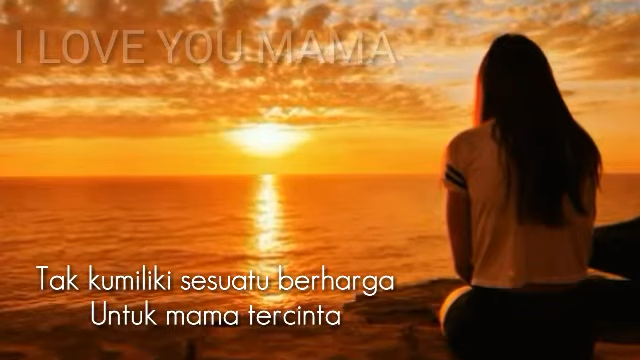 I LOVE YOU MAMA
Tak kumiliki sesuatu berharga
Untuk mama tercinta